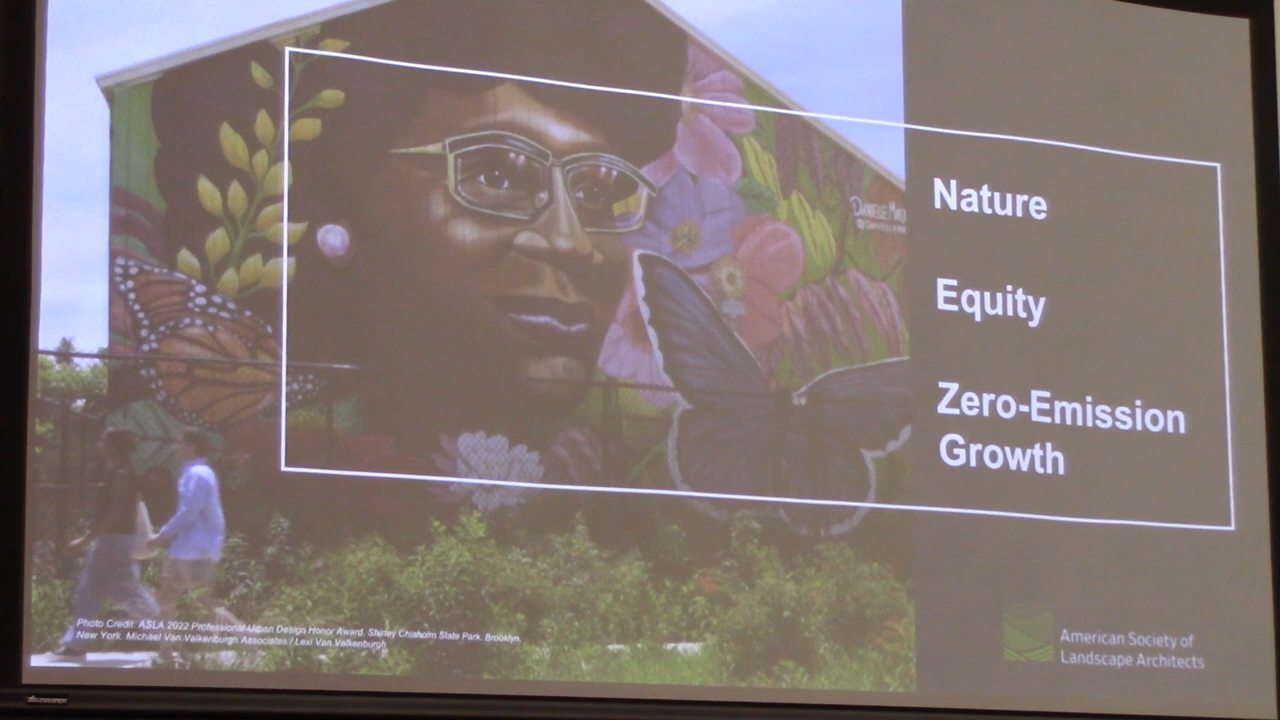 Nature
Equity
Zero-Emission
Growth
Photo Credit: ASLA 2022 Professional Urban Design Honor Award. Shirley Chisholm State Park. Brooklyn,
New York. Michael Van Valkenburgh Associates / Lexi Van Valkenburgh
American Society of
Landscape Architects